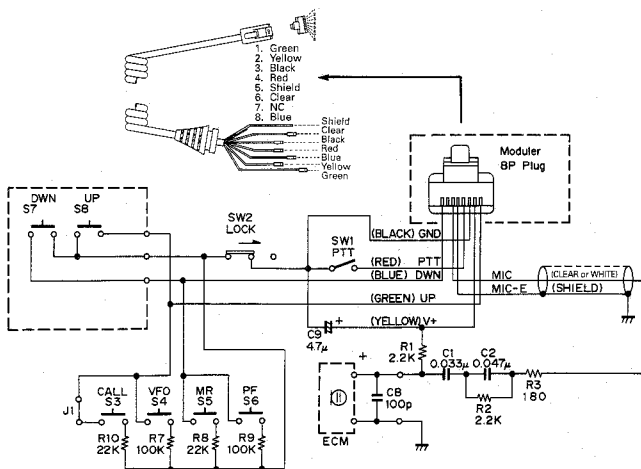 1. Green
2. Yellow
3. Black
4. Red
5. Shield
6. Clear
7. NC
8. Blue
Shield
Clear
Black
Red
Blue
Yellow
Green
Moduler
8P Plug
DWN
S7
UP
S8
SW2
LOCK
SW1
PTT
(BLACK) GND
(RED) PTT
(BLUE) DWN
(GREEN) UP
(YELLOW) V+
MIC
MIC-E
(CLEAR or WHITE)
(SHIELD)
C9
4.7μ
+
R1
2.2K
C1
0.033μ
C2
0.047μ
R2
2.2K
R3
180
+
+
C8
100p
ECM
J1
CALL
S3
VFO
S4
MR
S5
PF
S6
R10
22K
R7
100K
R8
22K
R9
100K